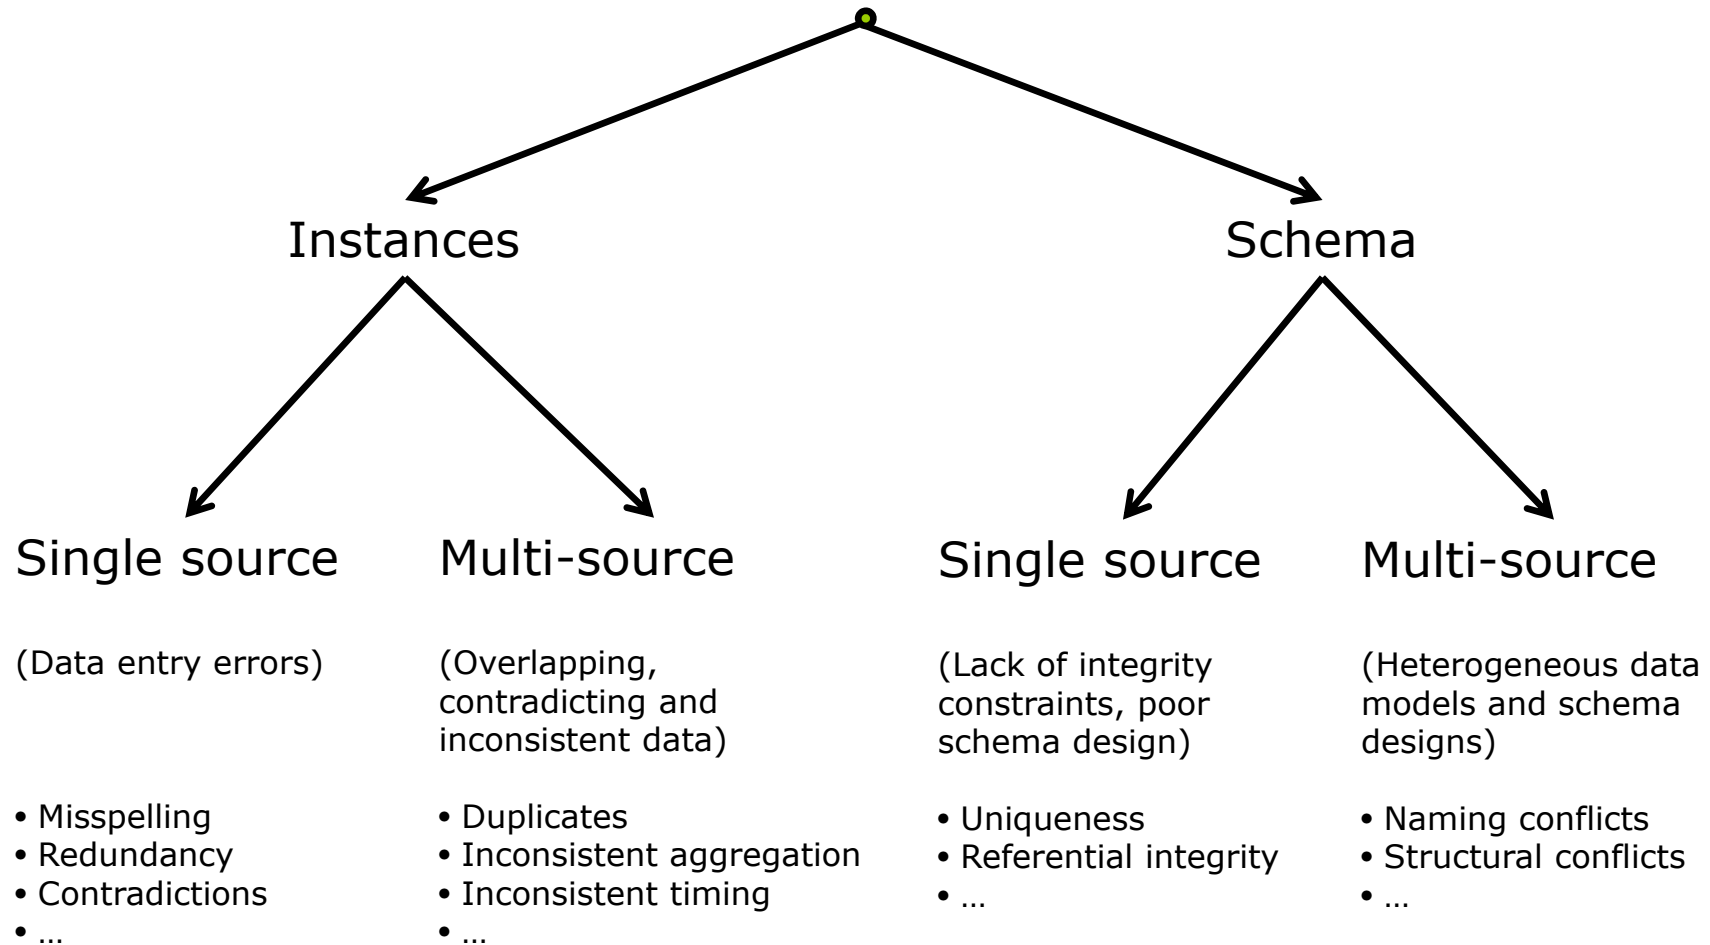 Instances
Schema
Single source
(Data entry errors)
• Misspelling
• Redundancy
• Contradictions
• ...
Multi-source
(Overlapping,
contradicting and
inconsistent data)
• Duplicates
• Inconsistent aggregation
• Inconsistent timing
• ...
Single source
(Lack of integrity
constraints, poor
schema design)
• Uniqueness
• Referential integrity
• ...
Multi-source
(Heterogeneous data
models and schema
designs)
• Naming conflicts
• Structural conflicts
• ...